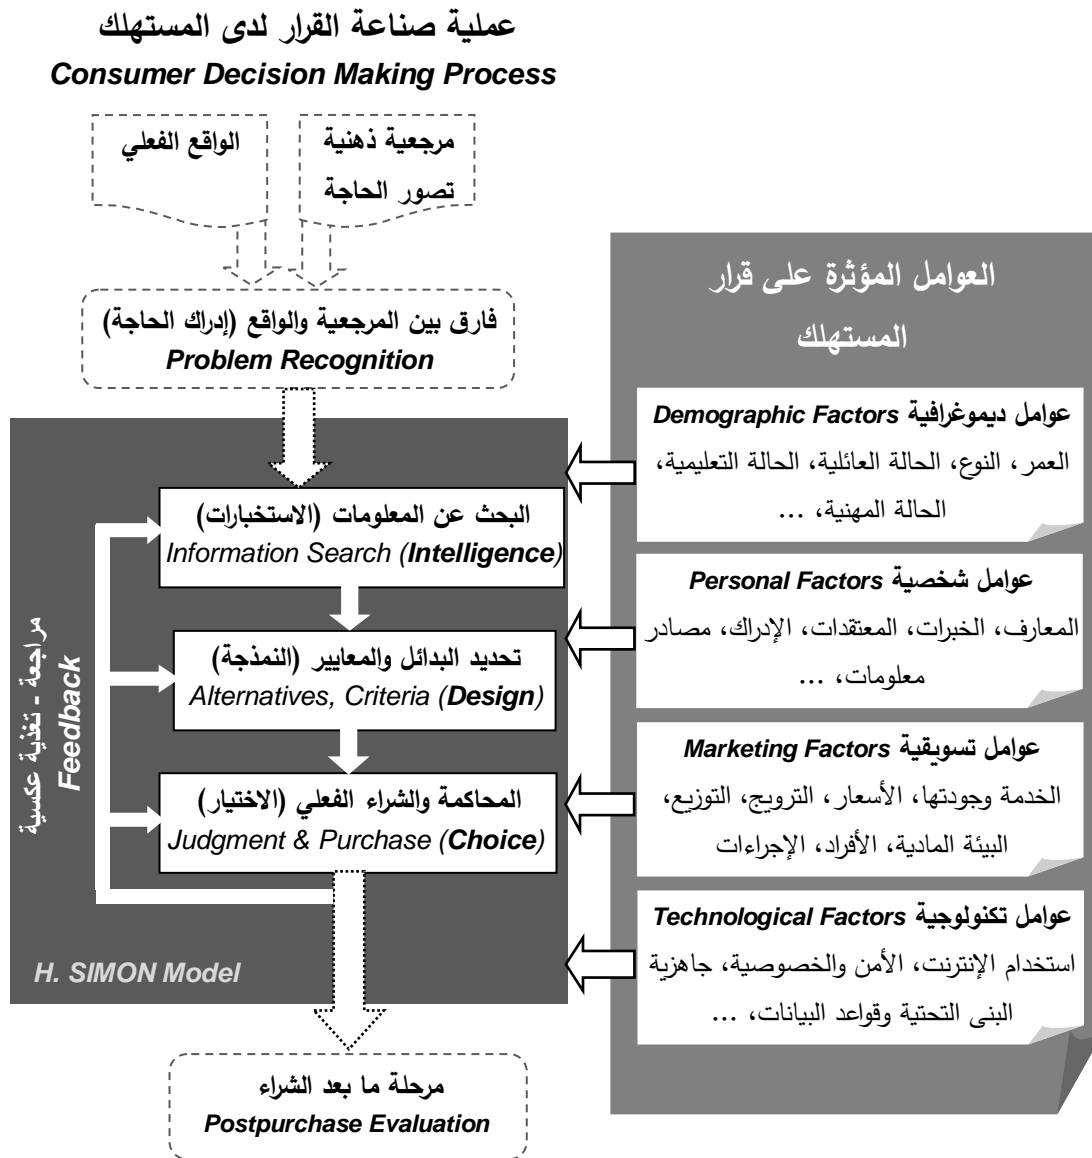 عملية صناعة القرار لدى المستهلك
Consumer Decision Making Process
مرجعية ذهنية
تصور الحاجة
الواقع الفعلي
فارق بين المرجعية والواقع (إدراك الحاجة)
Problem Recognition
البحث عن المعلومات (الاستخبارات)
Information Search (Intelligence)
تحديد البدائل والمعايير (النمذجة)
Alternatives, Criteria (Design)
المحاكمة والشراء الفعلي (الاختيار)
Judgment & Purchase (Choice)
مراجعة - تغذية عكسية
Feedback
H. SIMON Model
مرحلة ما بعد الشراء
Postpurchase Evaluation
العوامل المؤثرة على قرار
المستهلك
عوامل ديموغرافية Demographic Factors
العمر، النوع، الحالة العائلية، الحالة التعليمية،
الحالة المهنية، ...
عوامل شخصية Personal Factors
المعارف، الخبرات، المعتقدات، الإدراك، مصادر
معلومات، ...
عوامل تسويقية Marketing Factors
الخدمة وجودتها، الأسعار، الترويج، التوزيع،
البيئة المادية، الأفراد، الإجراءات
عوامل تكنولوجية Technological Factors
استخدام الإنترنت، الأمن والخصوصية، جاهزية
البنى التحتية وقواعد البيانات، ...